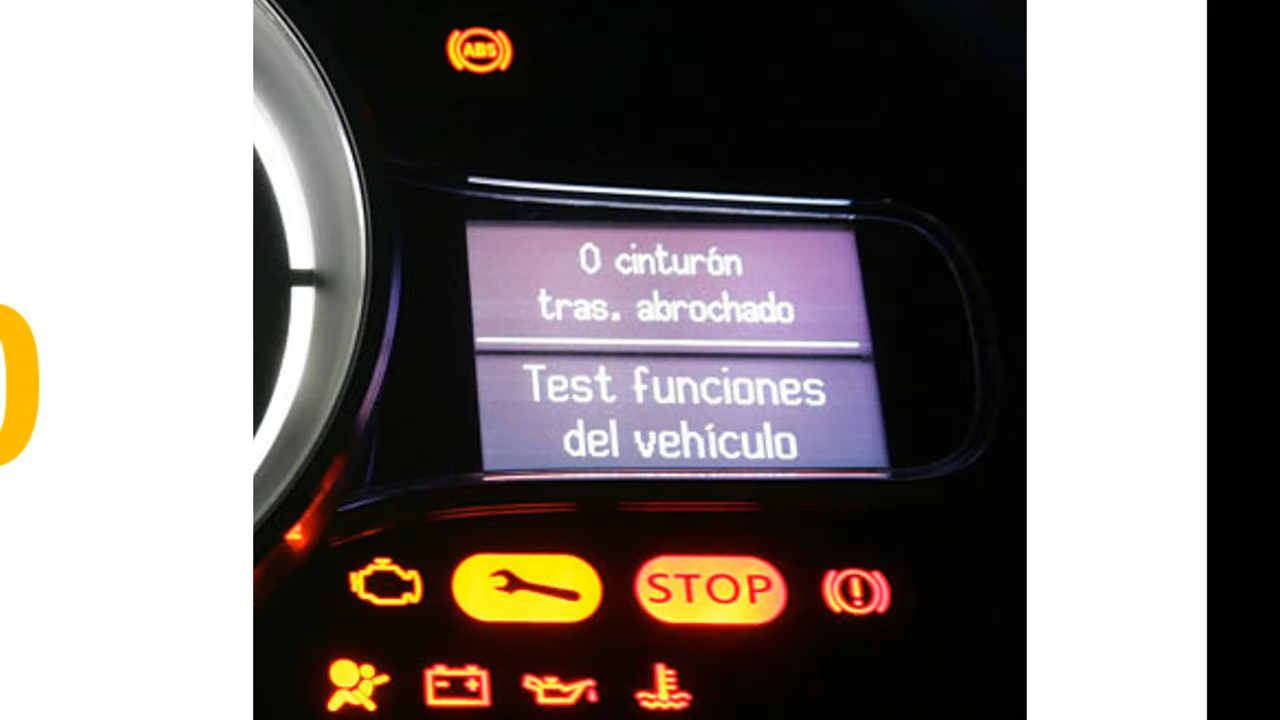 ABS
0 cinturón
tras. abrochado
Test funciones
del vehículo
STOP